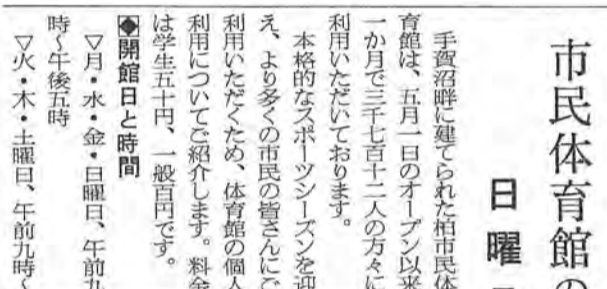 市民体育館の
日曜
手賀沼畔に建てられた柏市民体
育館は、五月一日のオープン以来
一か月で三千七百十二人の方々に
利用いただいております。
本格的なスポーツシーズンを迎
え、より多くの市民の皆さんにご
利用いただくため、体育館の個人
利用についてご紹介します。料金
は学生五十円、一般百円です。
◆開館日と時間
▽月・水・金・日曜日、午前九
時〜午後五時
▽火・木・土曜日、午前九時〜